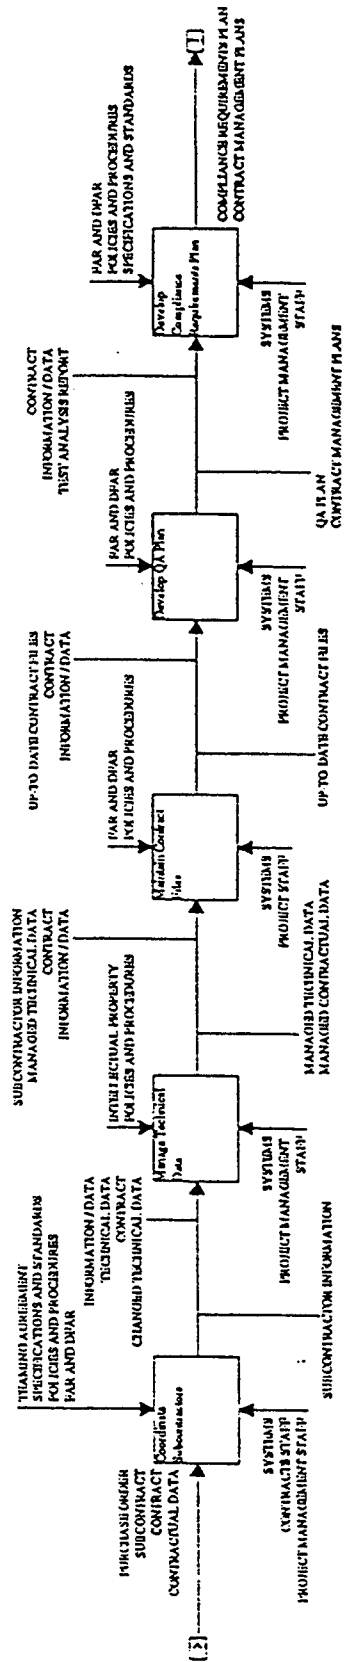 PURCHASE ORDER
SUBCONTRACT
CONTRACT
CONTRACTUAL DATA
TEAMING AGREEMENT
SPECIFICATIONS AND STANDARDS
POLICIES AND PROCEDURES
FAR AND DFAR
Coordinate
Subcontractors
SYSTEMS
CONTRACTS STAFF
PROJECT MANAGEMENT STAFF
SUBCONTRACTOR INFORMATION
INFORMATION / DATA
TECHNICAL DATA
CONTRACT
CHANGED TECHNICAL DATA
INTELLECTUAL PROPERTY
POLICIES AND PROCEDURES
Manage Technical
Data
SYSTEMS
PROJECT MANAGEMENT
STAFF
MANAGED TECHNICAL DATA
MANAGED CONTRACTUAL DATA
SUBCONTRACTOR INFORMATION
MANAGED TECHNICAL DATA
CONTRACT
INFORMATION / DATA
FAR AND DFAR
POLICIES AND PROCEDURES
Maintain Contract
Files
SYSTEMS
PROJECT STAFF
UP-TO DATE CONTRACT FILES
UP-TO DATE CONTRACT FILES
CONTRACT
INFORMATION / DATA
FAR AND DFAR
POLICIES AND PROCEDURES
Develop QA Plan
SYSTEMS
PROJECT MANAGEMENT
STAFF
QA PLAN
CONTRACT MANAGEMENT PLANS
CONTRACT
INFORMATION / DATA
TEST ANALYSIS REPORT
FAR AND DFAR
POLICIES AND PROCEDURES
SPECIFICATIONS AND STANDARDS
Develop
Compliance
Requirements Plan
SYSTEMS
PROJECT MANAGEMENT
STAFF
COMPLIANCE REQUIREMENTS PLAN
CONTRACT MANAGEMENT PLANS